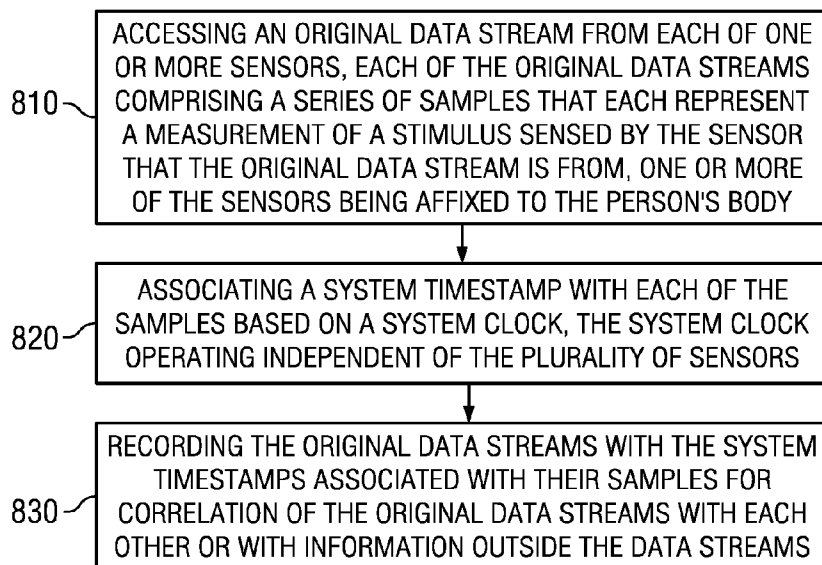 ACCESSING AN ORIGINAL DATA STREAM FROM EACH OF ONE
OR MORE SENSORS, EACH OF THE ORIGINAL DATA STREAMS
COMPRISING A SERIES OF SAMPLES THAT EACH REPRESENT
A MEASUREMENT OF A STIMULUS SENSED BY THE SENSOR
THAT THE ORIGINAL DATA STREAM IS FROM, ONE OR MORE
OF THE SENSORS BEING AFFIXED TO THE PERSON'S BODY
810
ASSOCIATING A SYSTEM TIMESTAMP WITH EACH OF THE
SAMPLES BASED ON A SYSTEM CLOCK, THE SYSTEM CLOCK
OPERATING INDEPENDENT OF THE PLURALITY OF SENSORS
820
RECORDING THE ORIGINAL DATA STREAMS WITH THE SYSTEM
TIMESTAMPS ASSOCIATED WITH THEIR SAMPLES FOR
CORRELATION OF THE ORIGINAL DATA STREAMS WITH EACH
OTHER OR WITH INFORMATION OUTSIDE THE DATA STREAMS
830